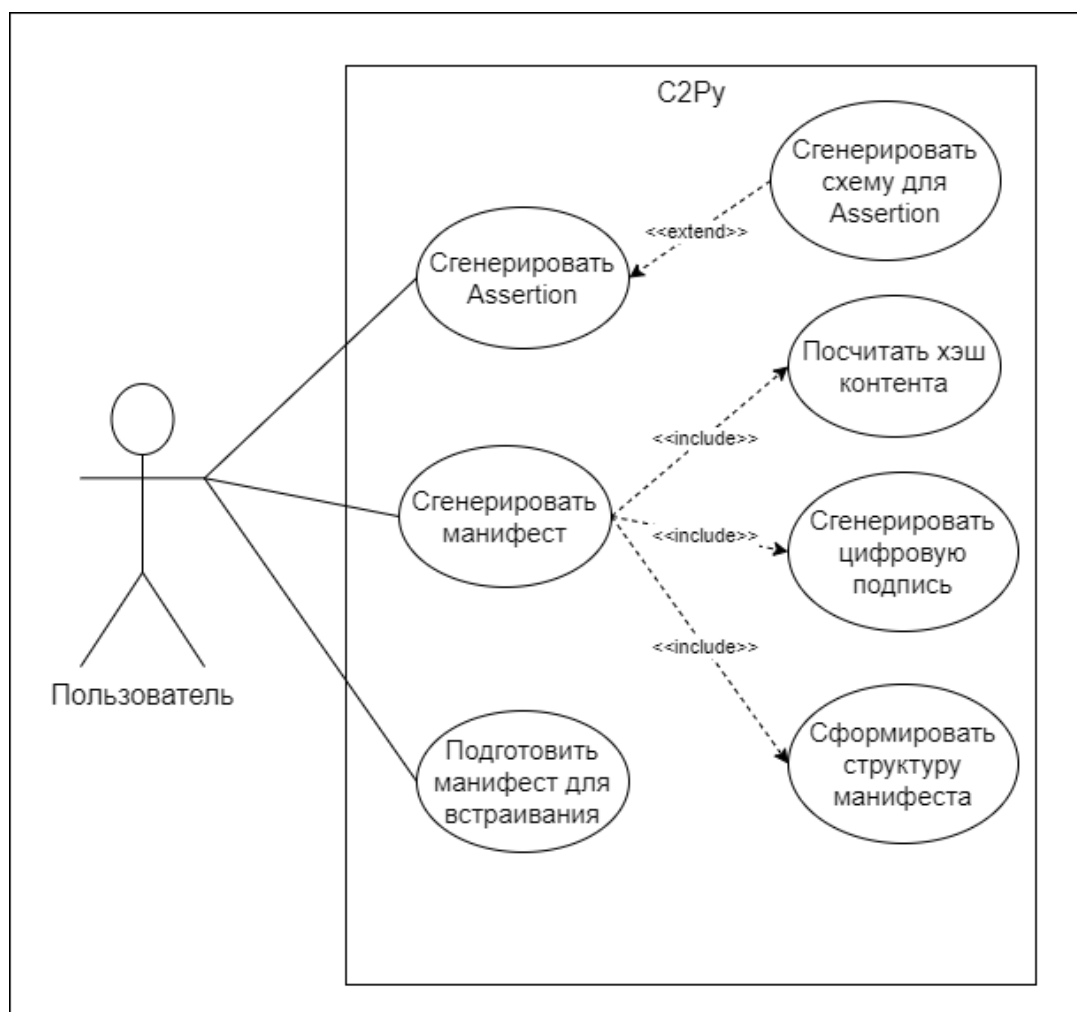 C2Py
Сгенерировать
схему для
Assertion
<<extend>>
Сгенерировать
Assertion
Посчитать хэш
контента
<<include>>
Сгенерировать
манифест
Сгенерировать
цифровую
подпись
<<include>>
<<include>>
Пользователь
Подготовить
манифест для
встраивания
Сформировать
структуру
манифеста